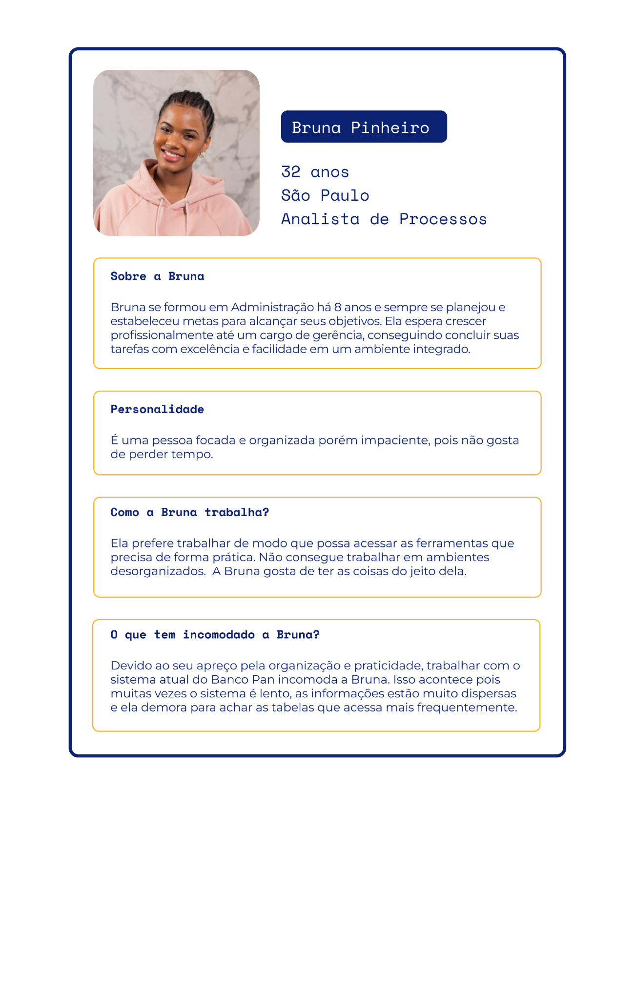 Bruna Pinheiro
32 anos
São Paulo
Analista de Processos
Sobre a Bruna
Bruna se formou em Administração há 8 anos e sempre se planejou e
estabeleceu metas para alcançar seus objetivos. Ela espera crescer
profissionalmente até um cargo de gerência, conseguindo concluir suas
tarefas com excelência e facilidade em um ambiente integrado.
Personalidade
É uma pessoa focada e organizada porém impaciente, pois não gosta
de perder tempo.
Como a Bruna trabalha?
Ela prefere trabalhar de modo que possa acessar as ferramentas que
precisa de forma prática. Não consegue trabalhar em ambientes
desorganizados.  A Bruna gosta de ter as coisas do jeito dela.
O que tem incomodado a Bruna?
Devido ao seu apreço pela organização e praticidade, trabalhar com o
sistema atual do Banco Pan incomoda a Bruna. Isso acontece pois
muitas vezes o sistema é lento, as informações estão muito dispersas
e ela demora para achar as tabelas que acessa mais frequentemente.